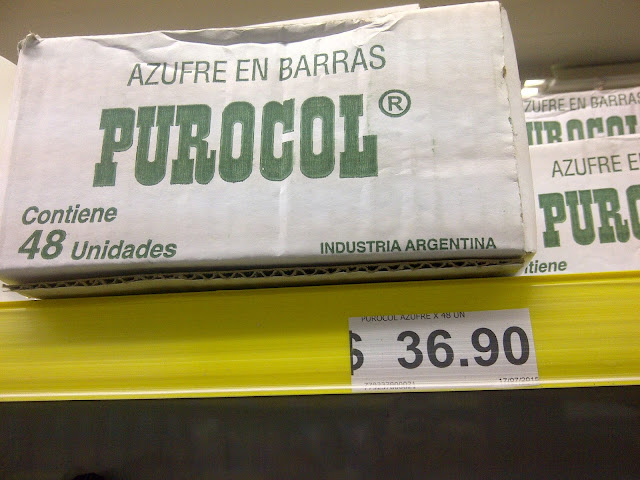 AZUFRE EN BARRAS
PUROCOL®
Contiene
48 Unidades
INDUSTRIA ARGENTINA
AZUFRE EN BARRAS
PUROCOL
AZUFRE E
PURO
tiene
PUROCOL AZUFRE X 48 UN
$ 36.90